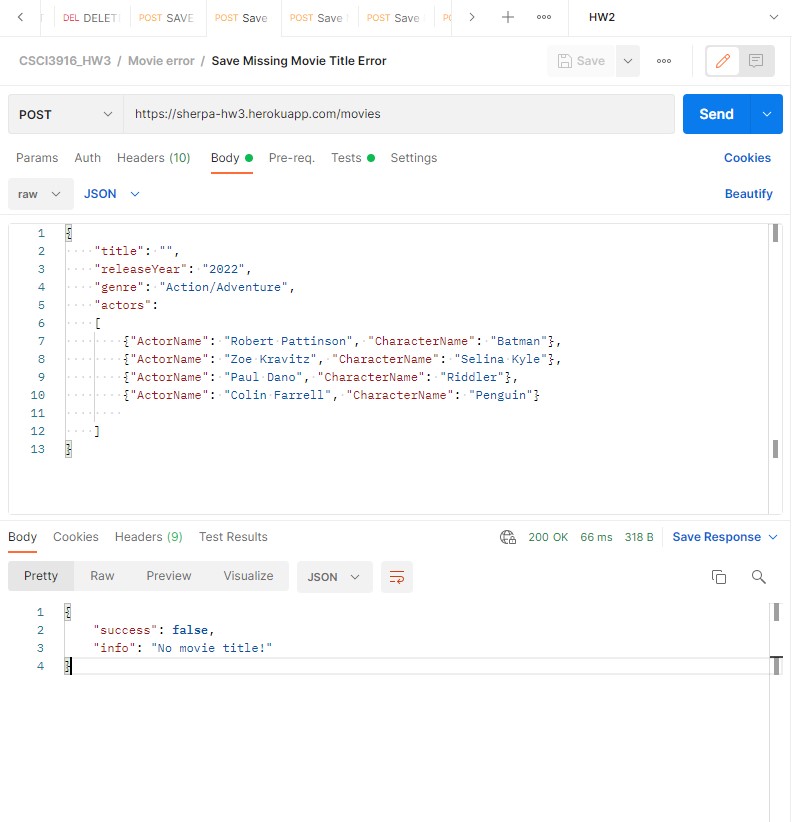 DEL DELET POST SAVE POST Save POST Save POST Save HW2
CSCI3916_HW3 / Movie error / Save Missing Movie Title Error Save
POST https://sherpa-hw3.herokuapp.com/movies Send
Params Auth Headers (10) Body Pre-req. Tests Settings Cookies
raw JSON Beautify
1 {
2 "title": "",
3 "releaseYear": "2022",
4 "genre": "Action/Adventure",
5 "actors":
6 [
7 {"ActorName": "Robert Pattinson", "CharacterName": "Batman"},
8 {"ActorName": "Zoe Kravitz", "CharacterName": "Selina Kyle"},
9 {"ActorName": "Paul Dano", "CharacterName": "Riddler"},
10 {"ActorName": "Colin Farrell", "CharacterName": "Penguin"}
11
12 ]
13 }
Body Cookies Headers (9) Test Results 200 OK 66 ms 318 B Save Response
Pretty Raw Preview Visualize JSON
1 {
2 "success": false,
3 "info": "No movie title!"
4 }